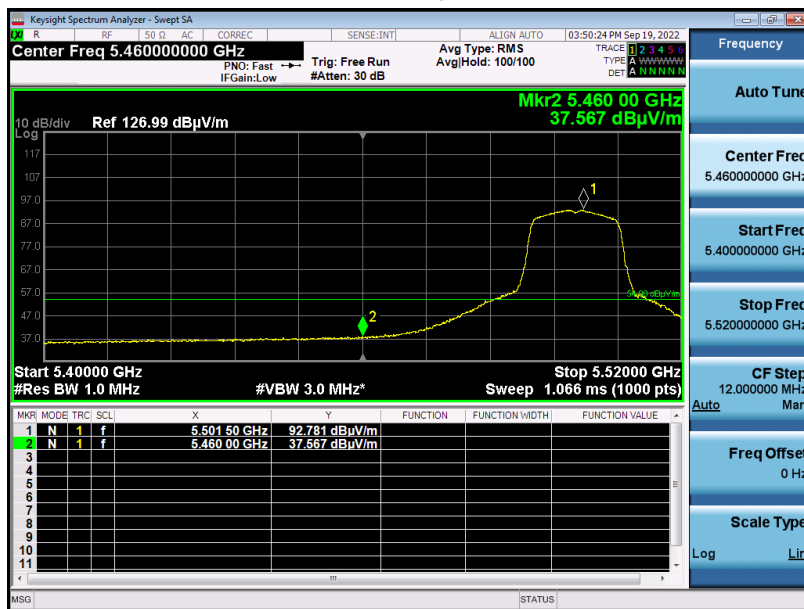 Keysight Spectrum Analyzer - Swept SA
LXI R RF 50 Ω AC CORREC SENSE:INT ALIGN AUTO 03:50:24 PM Sep 19, 2022
Center Freq 5.460000000 GHz
PNO: Fast
IFGain:Low
Trig: Free Run
#Atten: 30 dB
Avg Type: RMS
Avg|Hold: 100/100
TRACE 1 2 3 4 5 6
TYPE A WWWWW
DET A N N N N N
Mkr2 5.460 00 GHz
37.567 dBµV/m
10 dB/div Ref 126.99 dBµV/m
Log
117
107
97.0
87.0
77.0
67.0
57.0
47.0
37.0
1
2
Start 5.40000 GHz Stop 5.52000 GHz
#Res BW 1.0 MHz #VBW 3.0 MHz* Sweep 1.066 ms (1000 pts)
MKR MODE TRC SCL X Y FUNCTION FUNCTION WIDTH FUNCTION VALUE
1 N 1 f 5.501 50 GHz 92.781 dBµV/m
2 N 1 f 5.460 00 GHz 37.567 dBµV/m
3
4
5
6
7
8
9
10
11
MSG STATUS
Frequency
Auto Tune
Center Freq
5.460000000 GHz
Start Freq
5.400000000 GHz
Stop Freq
5.520000000 GHz
CF Step
12.000000 MHz
Auto Man
Freq Offset
0 Hz
Scale Type
Log Lin